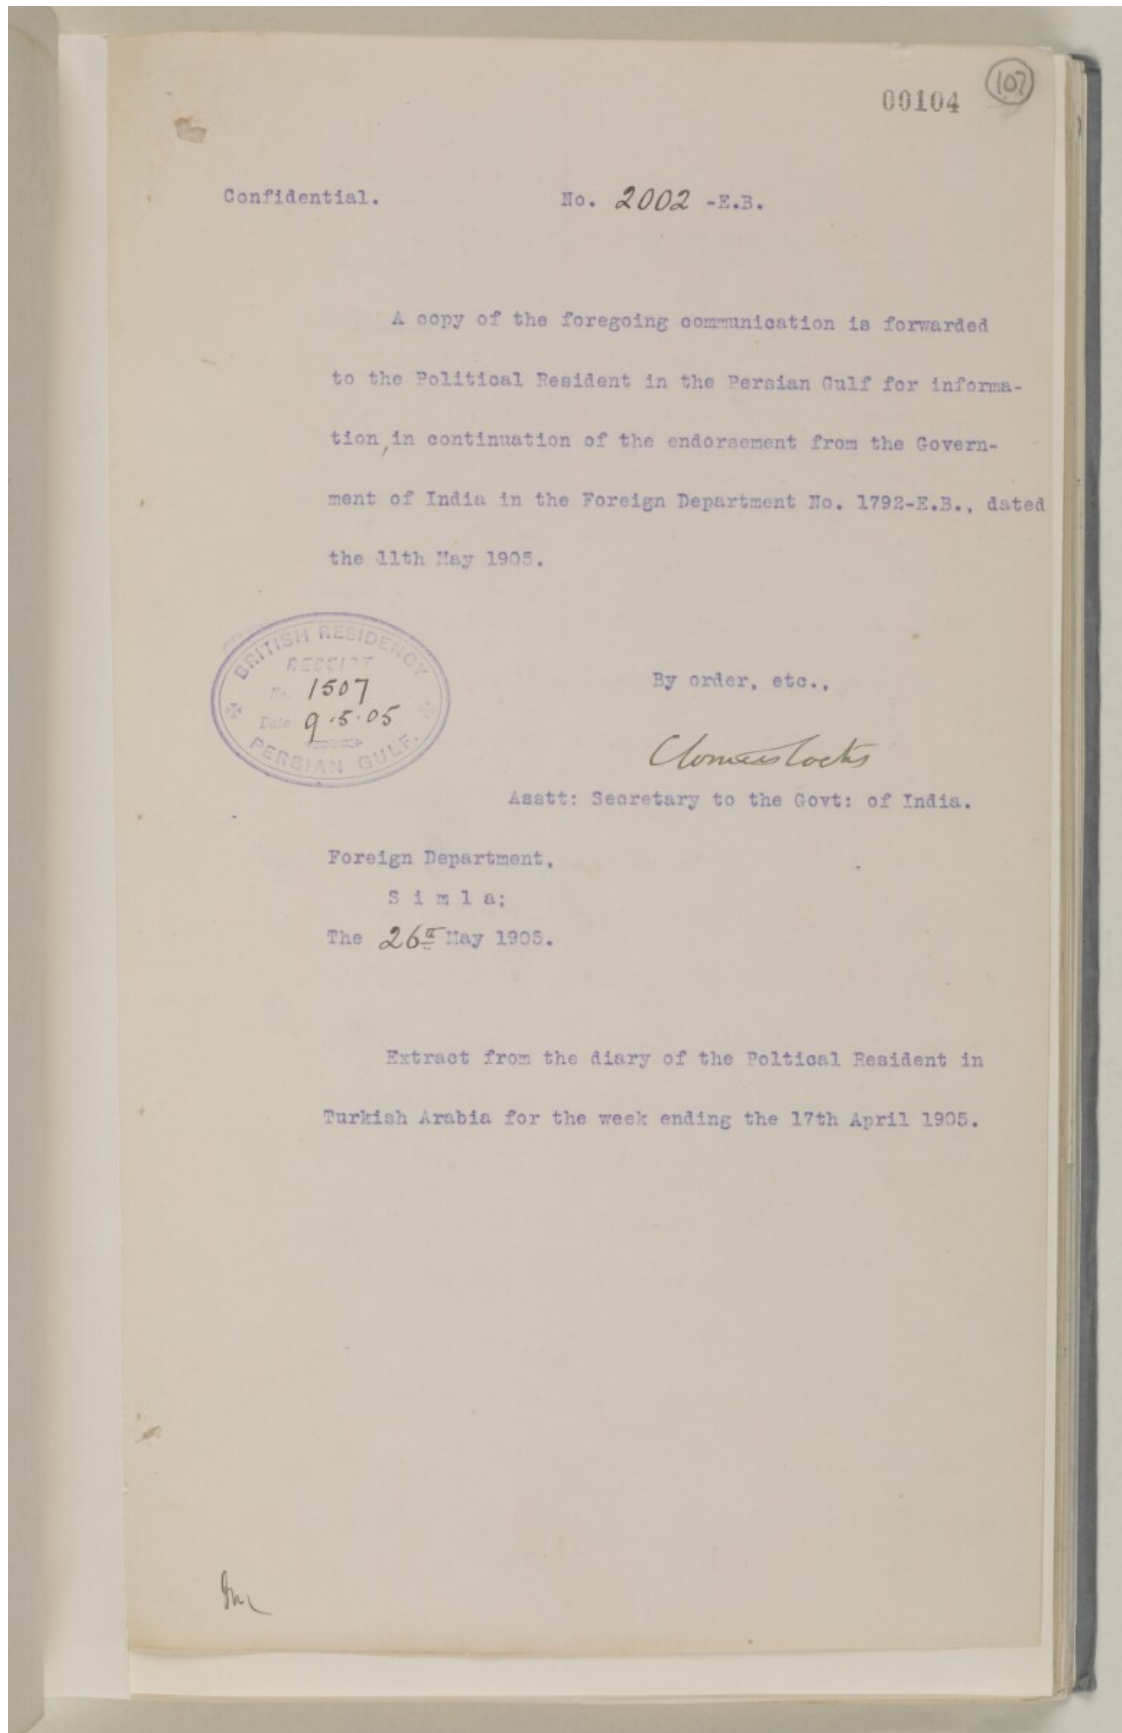 00104
107
Confidential.
No. 2002 -E.B.
A copy of the foregoing communication is forwarded
to the Political Resident in the Persian Gulf for informa-
tion, in continuation of the endorsement from the Govern-
ment of India in the Foreign Department No. 1792-E.B., dated
the 11th May 1905.
BRITISH RESIDENCY
RECEIPT
No. 1507
Date 9.5.05
PERSIAN GULF.
By order, etc.,
Asstt: Secretary to the Govt: of India.
Foreign Department,
Simla;
The 26th May 1905.
Extract from the diary of the Poltical Resident in
Turkish Arabia for the week ending the 17th April 1905.